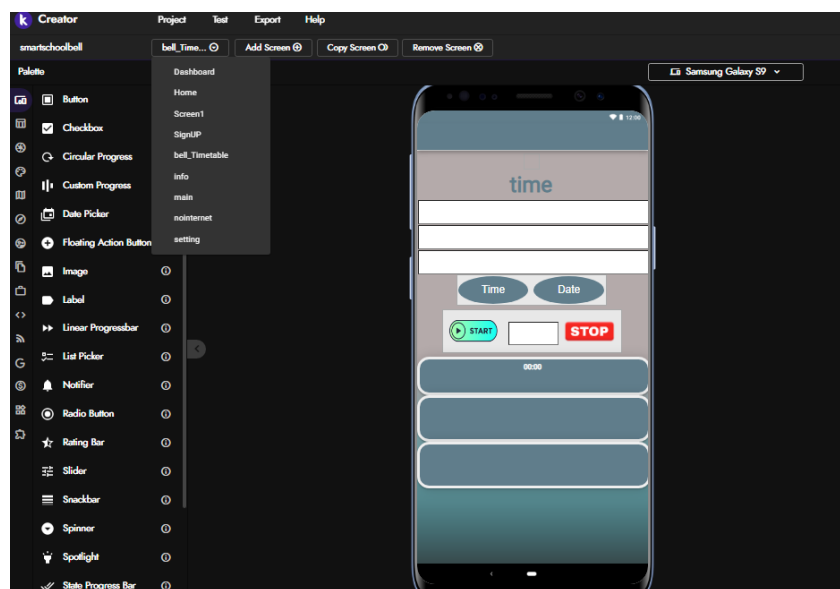 k Creator Project Test Export Help
smartschoolbell bell_Time... Add Screen Copy Screen Remove Screen
Palette Samsung Galaxy S9
Dashboard
Home
Screen1
SignUP
bell_Timetable
info
main
nointernet
setting
Button
Checkbox
Circular Progress
Custom Progress
Date Picker
Floating Action Button
Image
Label
Linear Progressbar
List Picker
Notifier
Radio Button
Rating Bar
Slider
Snackbar
Spinner
Spotlight
State Progress Bar
12:00
time
Time Date
START STOP
00:00